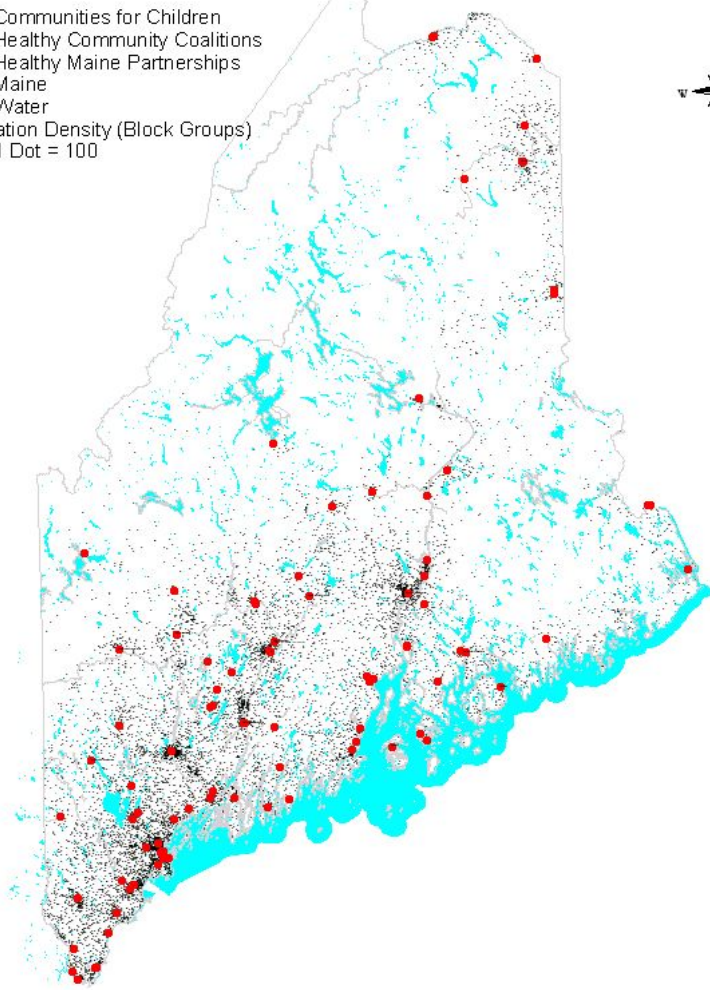 Communities for Children
Healthy Community Coalitions
Healthy Maine Partnerships
Maine
Water
ation Density (Block Groups)
1 Dot = 100
W